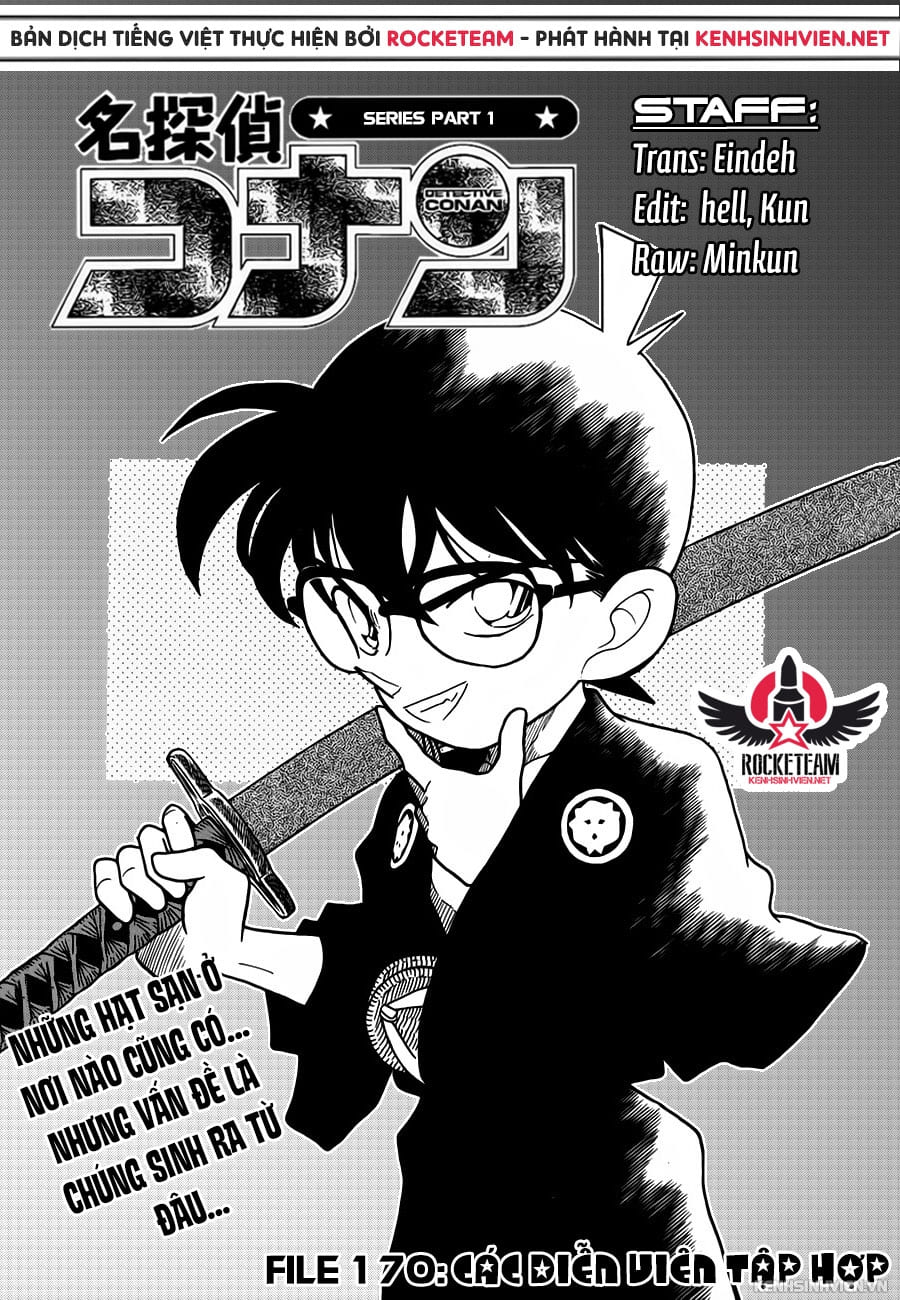 BẢN DỊCH TIẾNG VIỆT THỰC HIỆN BỞI ROCKETEAM - PHÁT HÀNH TẠI KENHSINHVIEN.NET
名探偵
SERIES PART 1
コナン
DETECTIVE
CONAN
STAFF:
Trans: Eindeh
Edit: hell, Kun
Raw: Minkun
ROCKETEAM
KENHSINHVIEN.NET
NHỮNG HẠT SẠN Ở
NƠI NÀO CŨNG CÓ...
NHƯNG VẤN ĐỀ LÀ
CHÚNG SINH RA TỪ
ĐÂU...
FILE 170: CÁC DIỄN VIÊN TẬP HỢP
KENHSINHVIEN.VN